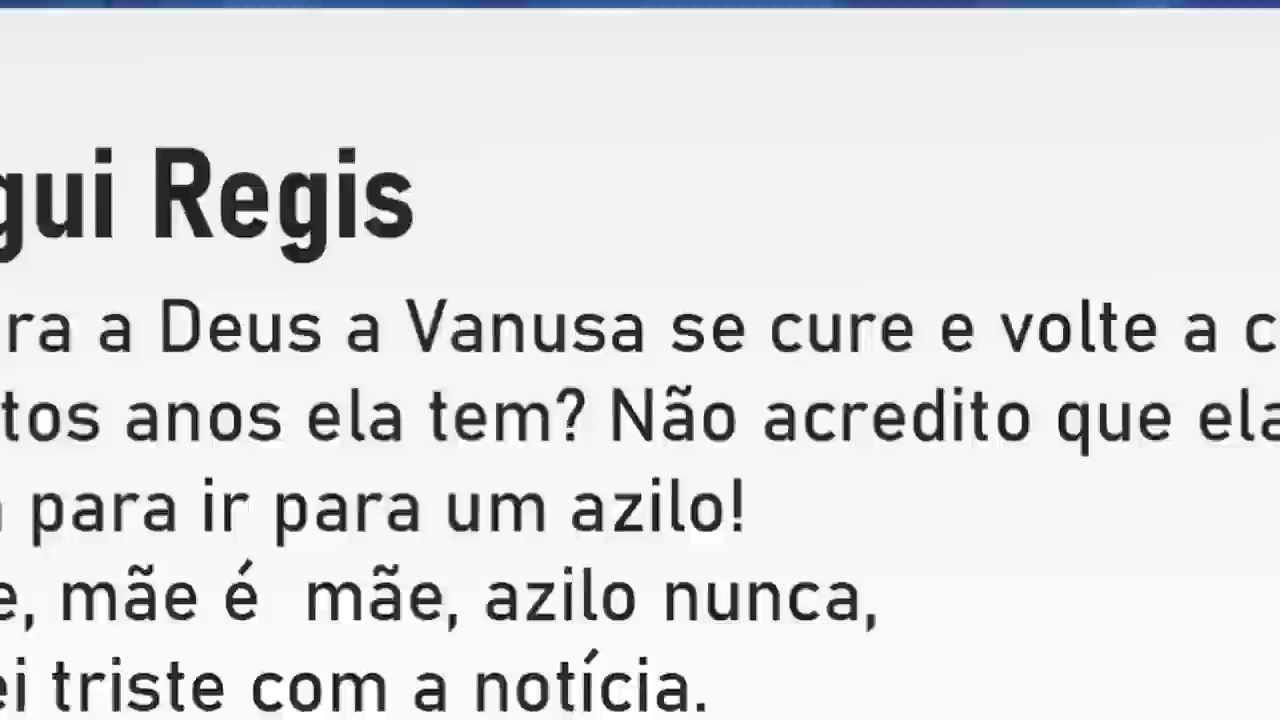 gui Regis
ra a Deus a Vanusa se cure e volte a c
tos anos ela tem? Não acredito que ela
para ir para um azilo!
e, mãe é mãe, azilo nunca,
ei triste com a notícia.